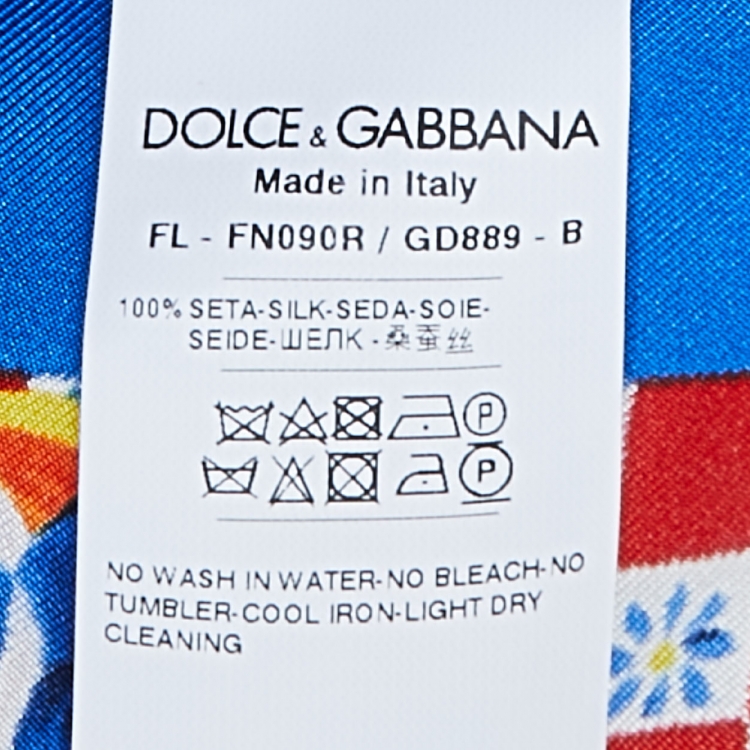 DOLCE & GABBANA
Made in Italy
FL - FN090R / GD889 - B
100% SETA-SILK-SEDA-SOIE-
SEIDE-ШЕЛК-桑蚕丝
P
P
NO WASH IN WATER-NO BLEACH-NO
TUMBLER-COOL IRON-LIGHT DRY
CLEANING